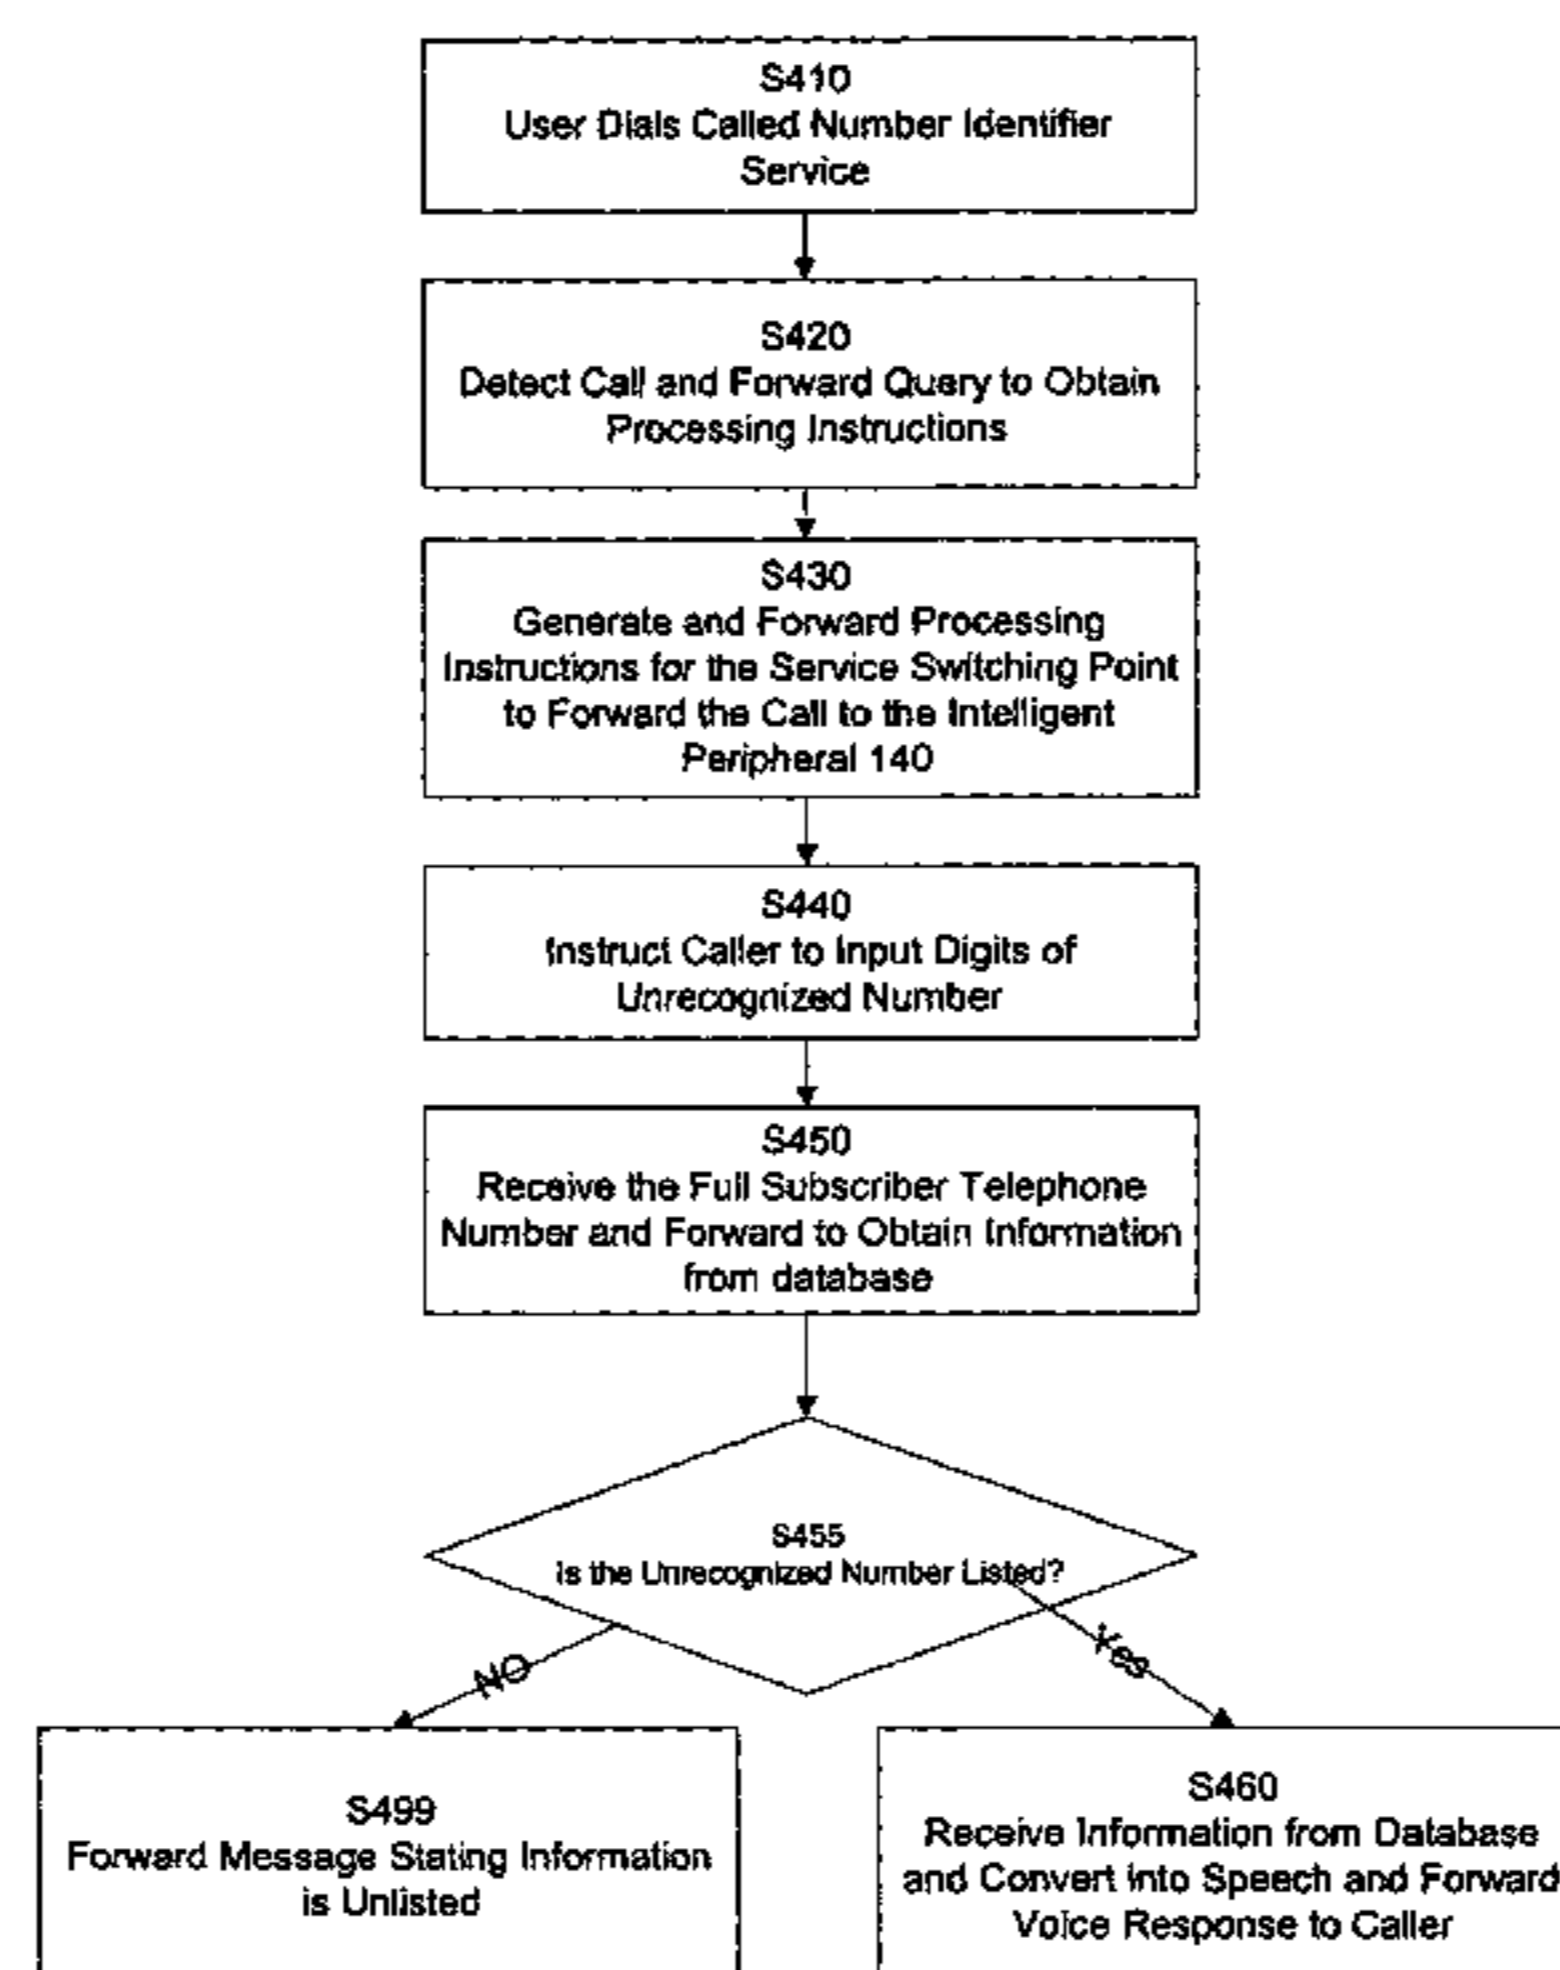 S410
User Dials Called Number Identifier
Service
S420
Detect Call and Forward Query to Obtain
Processing Instructions
S430
Generate and Forward Processing
Instructions for the Service Switching Point
to Forward the Call to the Intelligent
Peripheral 140
S440
Instruct Caller to Input Digits of
Unrecognized Number
S450
Receive the Full Subscriber Telephone
Number and Forward to Obtain Information
from database
S455
Is the Unrecognized Number Listed?
NO
Yes
S499
Forward Message Stating Information
is Unlisted
S460
Receive Information from Database
and Convert into Speech and Forward
Voice Response to Caller